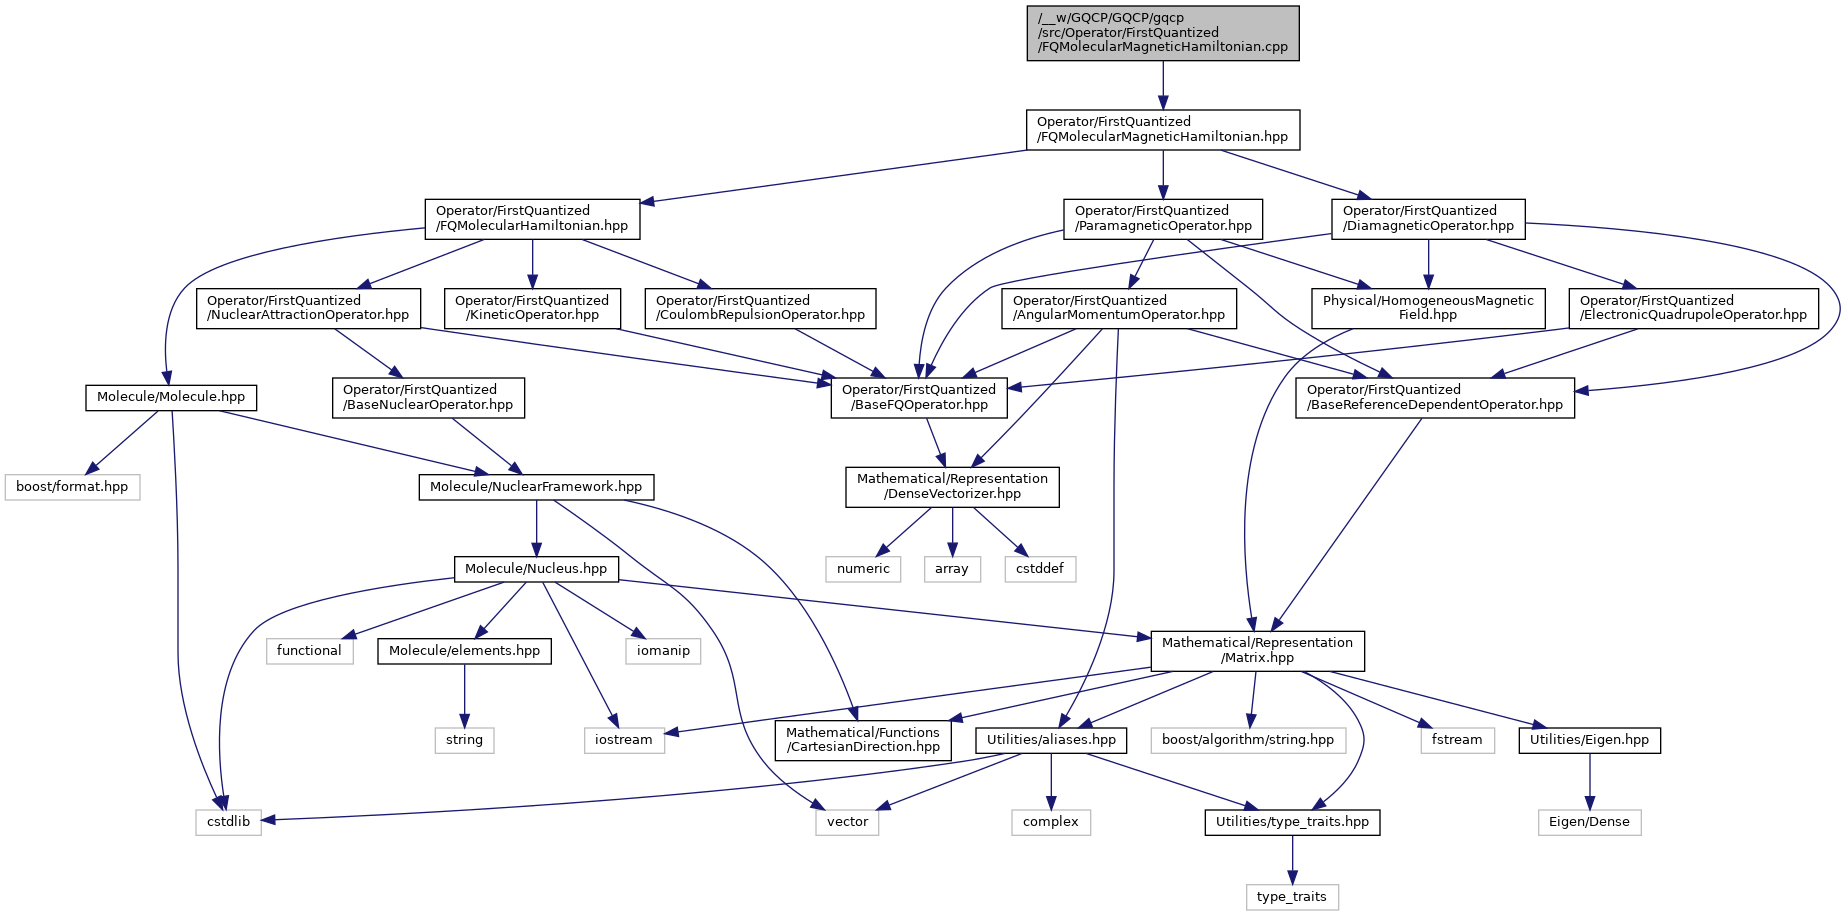 /__w/GQCP/GQCP/gqcp
/src/Operator/FirstQuantized
/FQMolecularMagneticHamiltonian.cpp
Operator/FirstQuantized
/FQMolecularMagneticHamiltonian.hpp
Operator/FirstQuantized
/FQMolecularHamiltonian.hpp
Operator/FirstQuantized
/ParamagneticOperator.hpp
Operator/FirstQuantized
/DiamagneticOperator.hpp
Operator/FirstQuantized
/NuclearAttractionOperator.hpp
Operator/FirstQuantized
/KineticOperator.hpp
Operator/FirstQuantized
/CoulombRepulsionOperator.hpp
Operator/FirstQuantized
/AngularMomentumOperator.hpp
Physical/HomogeneousMagnetic
Field.hpp
Operator/FirstQuantized
/ElectronicQuadrupoleOperator.hpp
Molecule/Molecule.hpp
Operator/FirstQuantized
/BaseNuclearOperator.hpp
Operator/FirstQuantized
/BaseFQOperator.hpp
Operator/FirstQuantized
/BaseReferenceDependentOperator.hpp
boost/format.hpp
Molecule/NuclearFramework.hpp
Mathematical/Representation
/DenseVectorizer.hpp
Molecule/Nucleus.hpp
numeric
array
cstddef
functional
Molecule/elements.hpp
iomanip
Mathematical/Representation
/Matrix.hpp
string
iostream
Mathematical/Functions
/CartesianDirection.hpp
Utilities/aliases.hpp
boost/algorithm/string.hpp
fstream
Utilities/Eigen.hpp
cstdlib
vector
complex
Utilities/type_traits.hpp
Eigen/Dense
type_traits